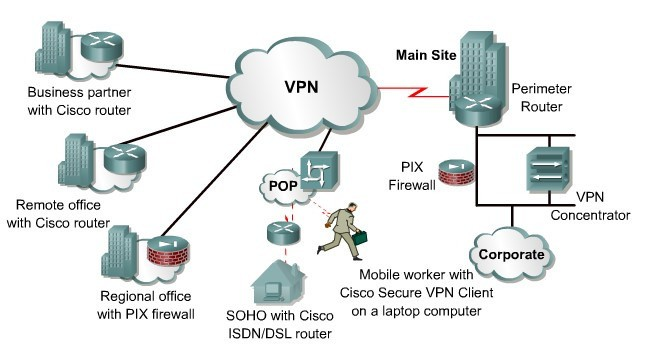 Business partner
with Cisco router
Remote office
with Cisco router
Regional office
with PIX firewall
VPN
POP
SOHO with Cisco
ISDN/DSL router
Mobile worker with
Cisco Secure VPN Client
on a laptop computer
Main Site
Perimeter
Router
PIX
Firewall
VPN
Concentrator
Corporate